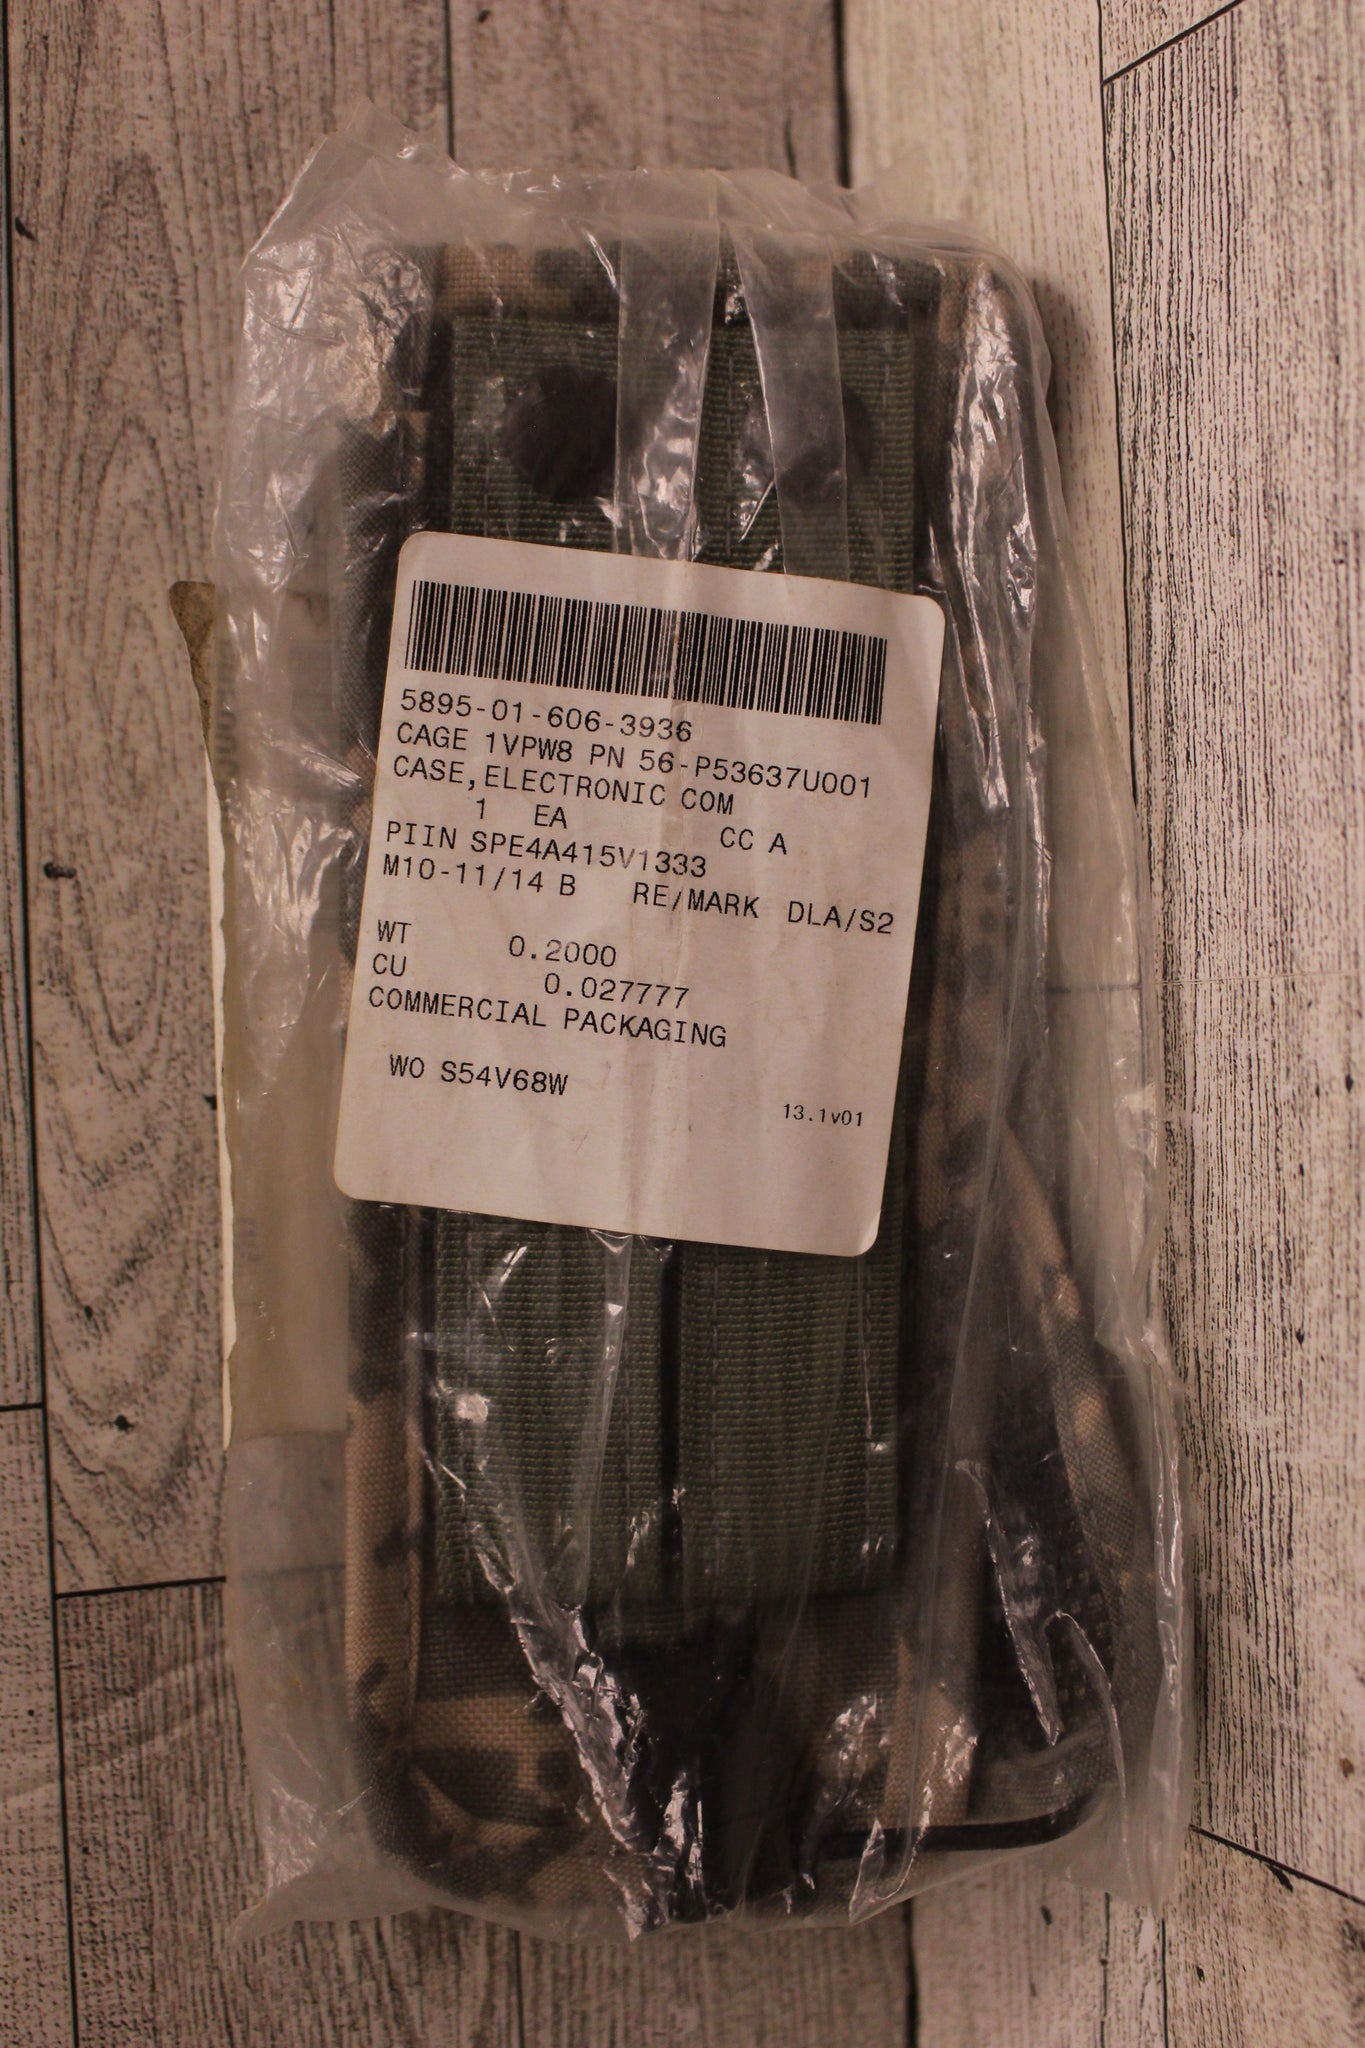 5895-01-606-3936
CAGE 1VPW8 PN 56-P53637U001
CASE,ELECTRONIC COM
1 EA CC A
PIIN SPE4A415V1333
M10-11/14 B RE/MARK DLA/S2
WT 0.2000
CU 0.027777
COMMERCIAL PACKAGING
WO S54V68W
13.1v01